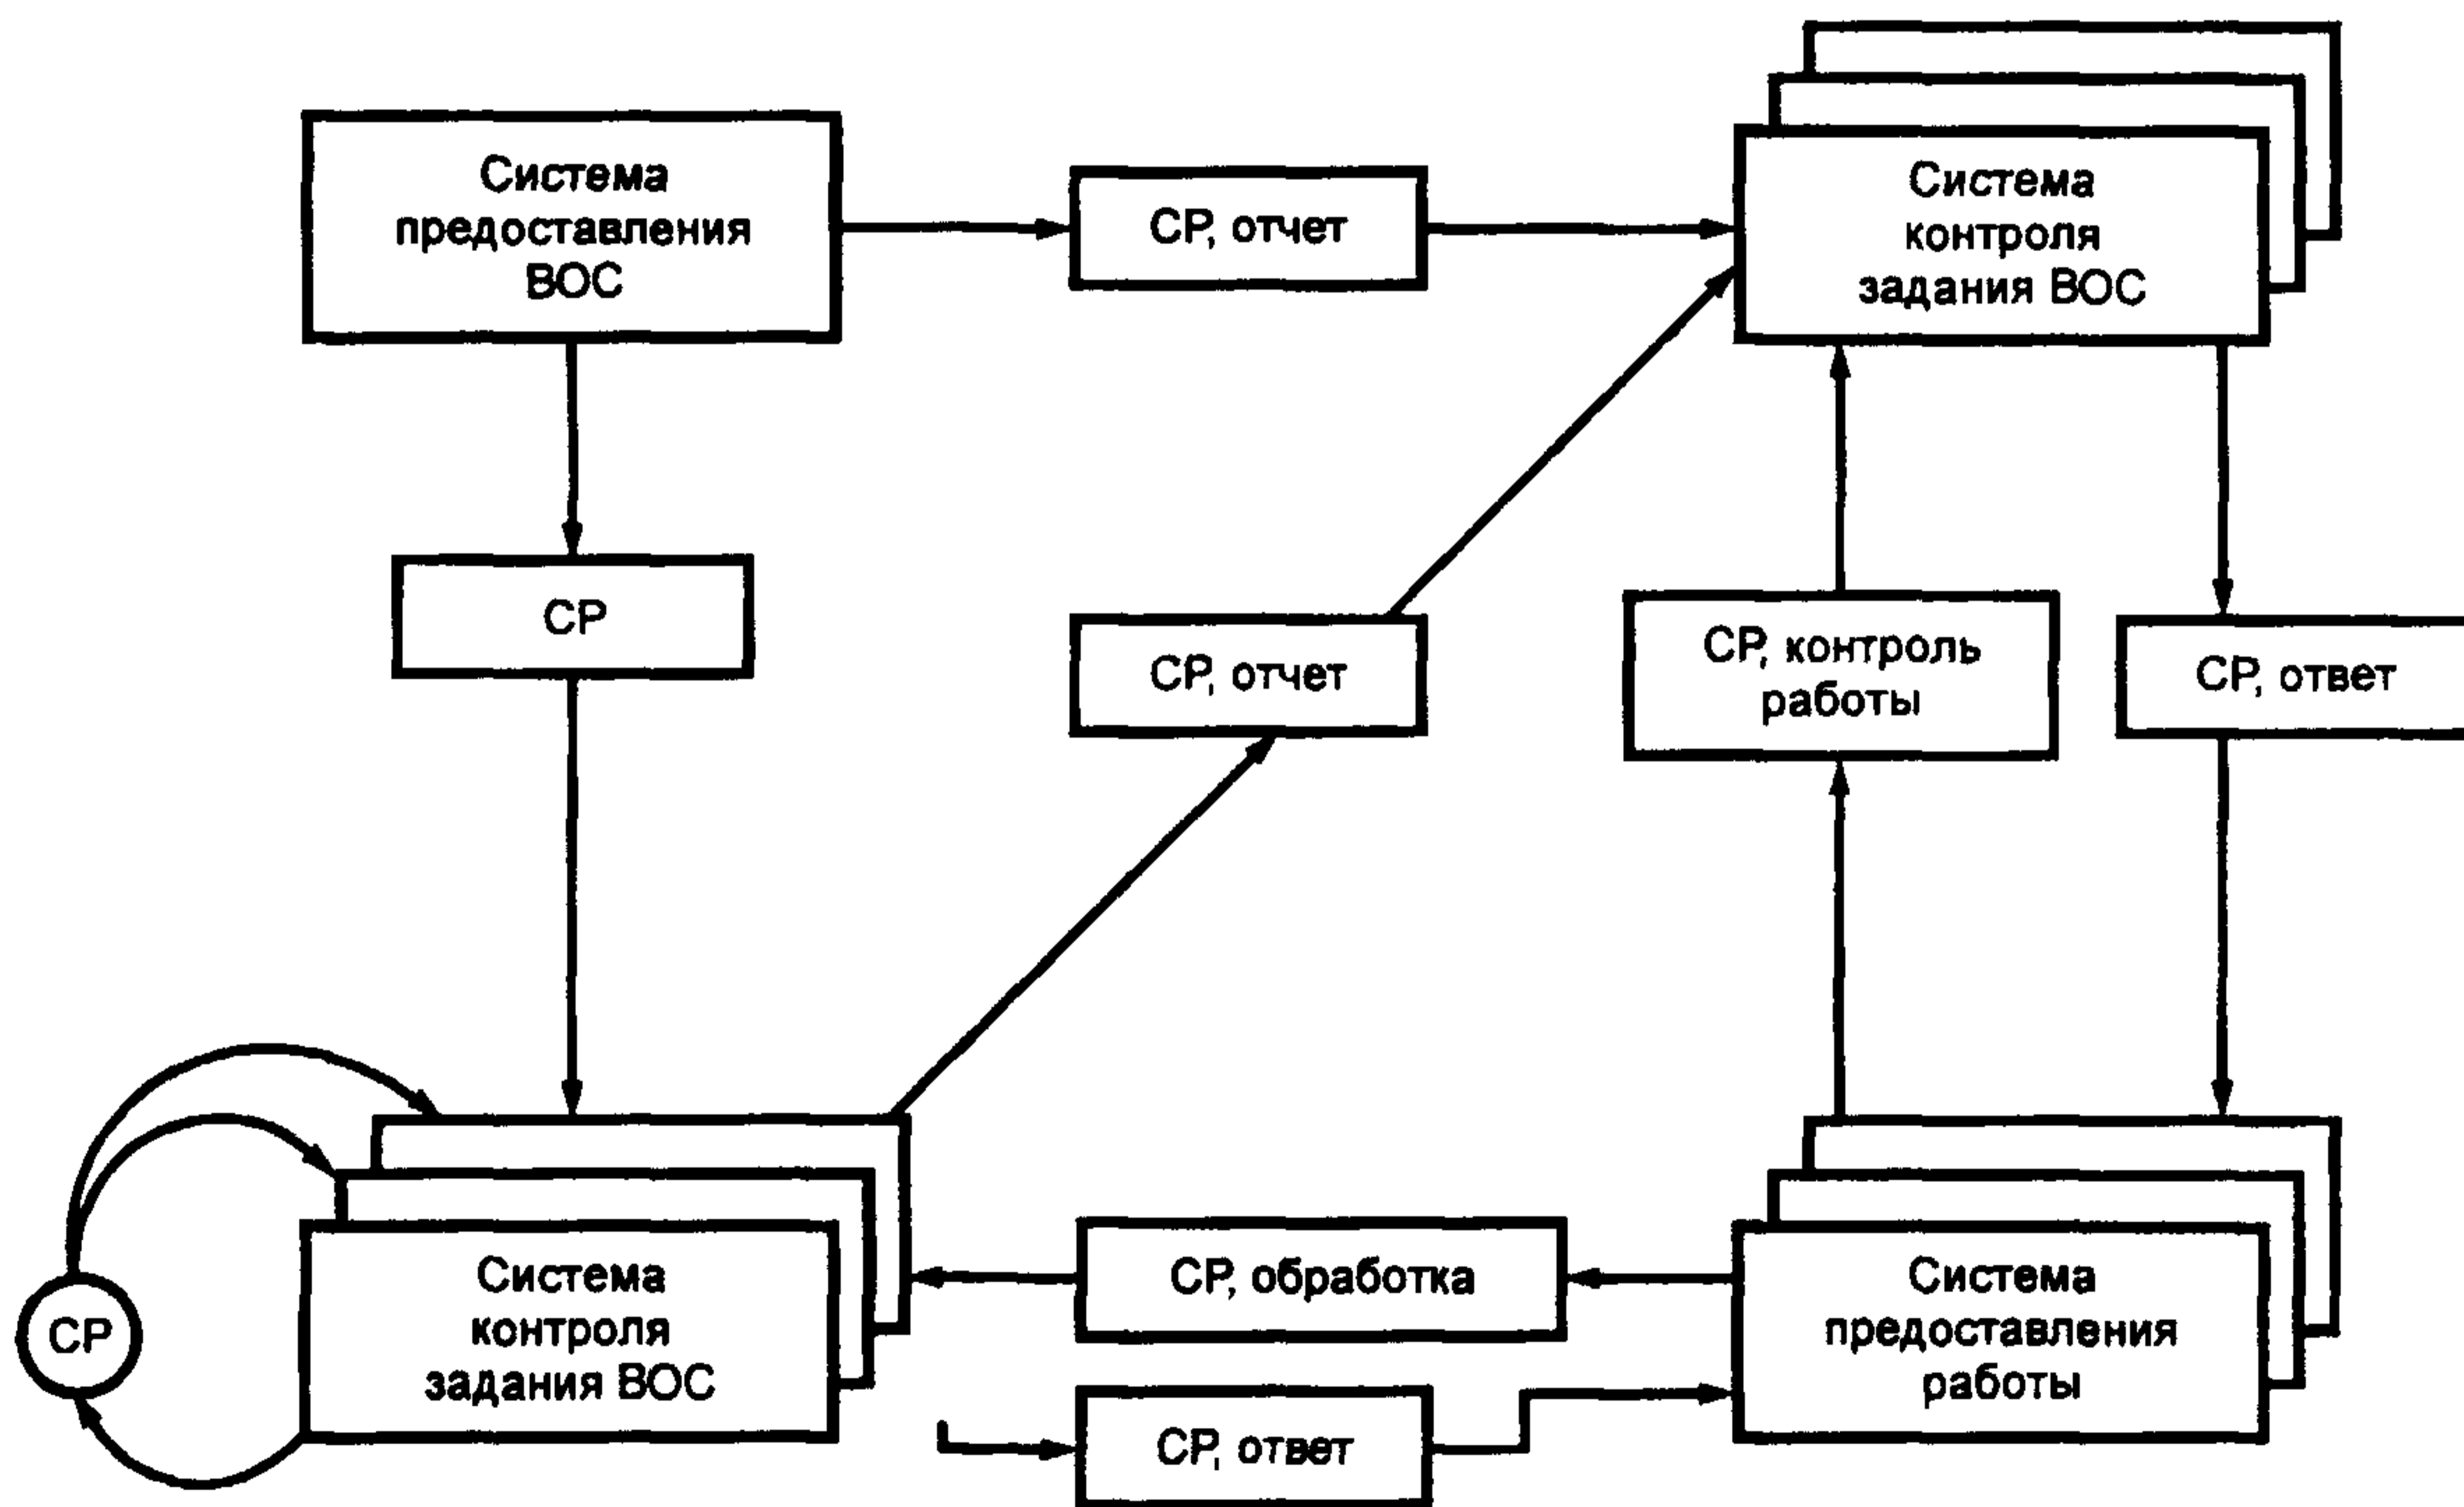 Система
предоставления
ВОС
СР, отчет
Система
контроля
задания ВОС
СР
СР, отчет
СР, контроль
работы
СР, ответ
СР
Система
контроля
задания ВОС
СР, обработка
СР, ответ
Система
предоставления
работы